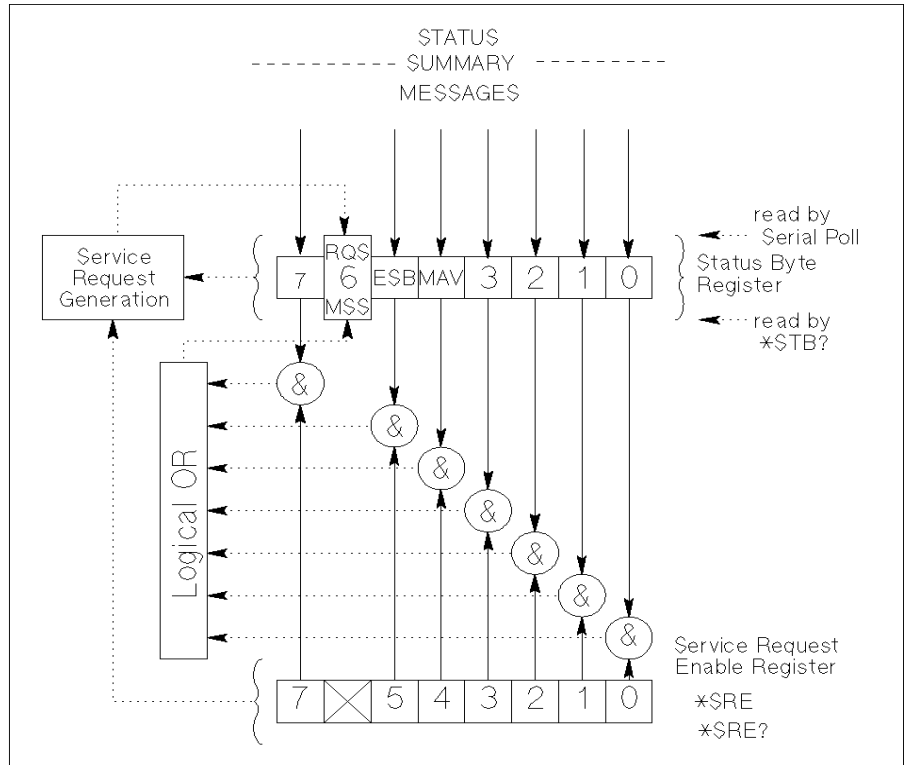 STATUS
SUMMARY
MESSAGES
read by
Serial Poll
Service
Request
Generation
RQS
7 6 ESB MAV 3 2 1 0
MSS
Status Byte
Register
read by
*STB?
&
&
&
&
&
&
&
Logical OR
Service Request
Enable Register
7 5 4 3 2 1 0
*SRE
*SRE?